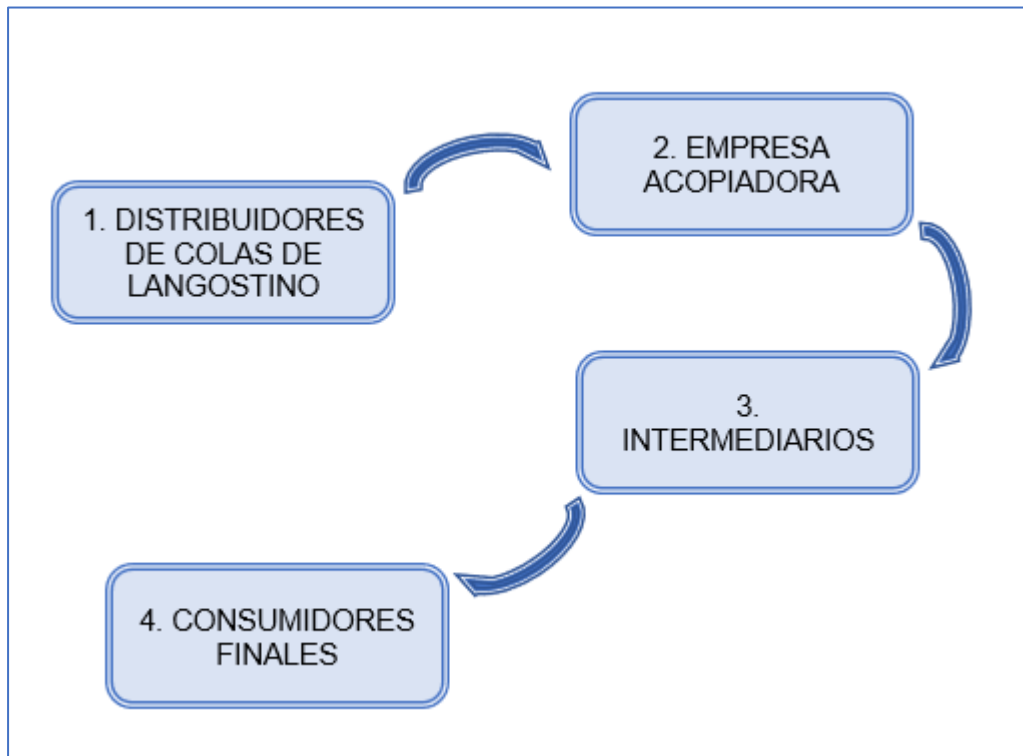 1. DISTRIBUIDORES
DE COLAS DE
LANGOSTINO
2. EMPRESA
ACOPIADORA
3.
INTERMEDIARIOS
4. CONSUMIDORES
FINALES